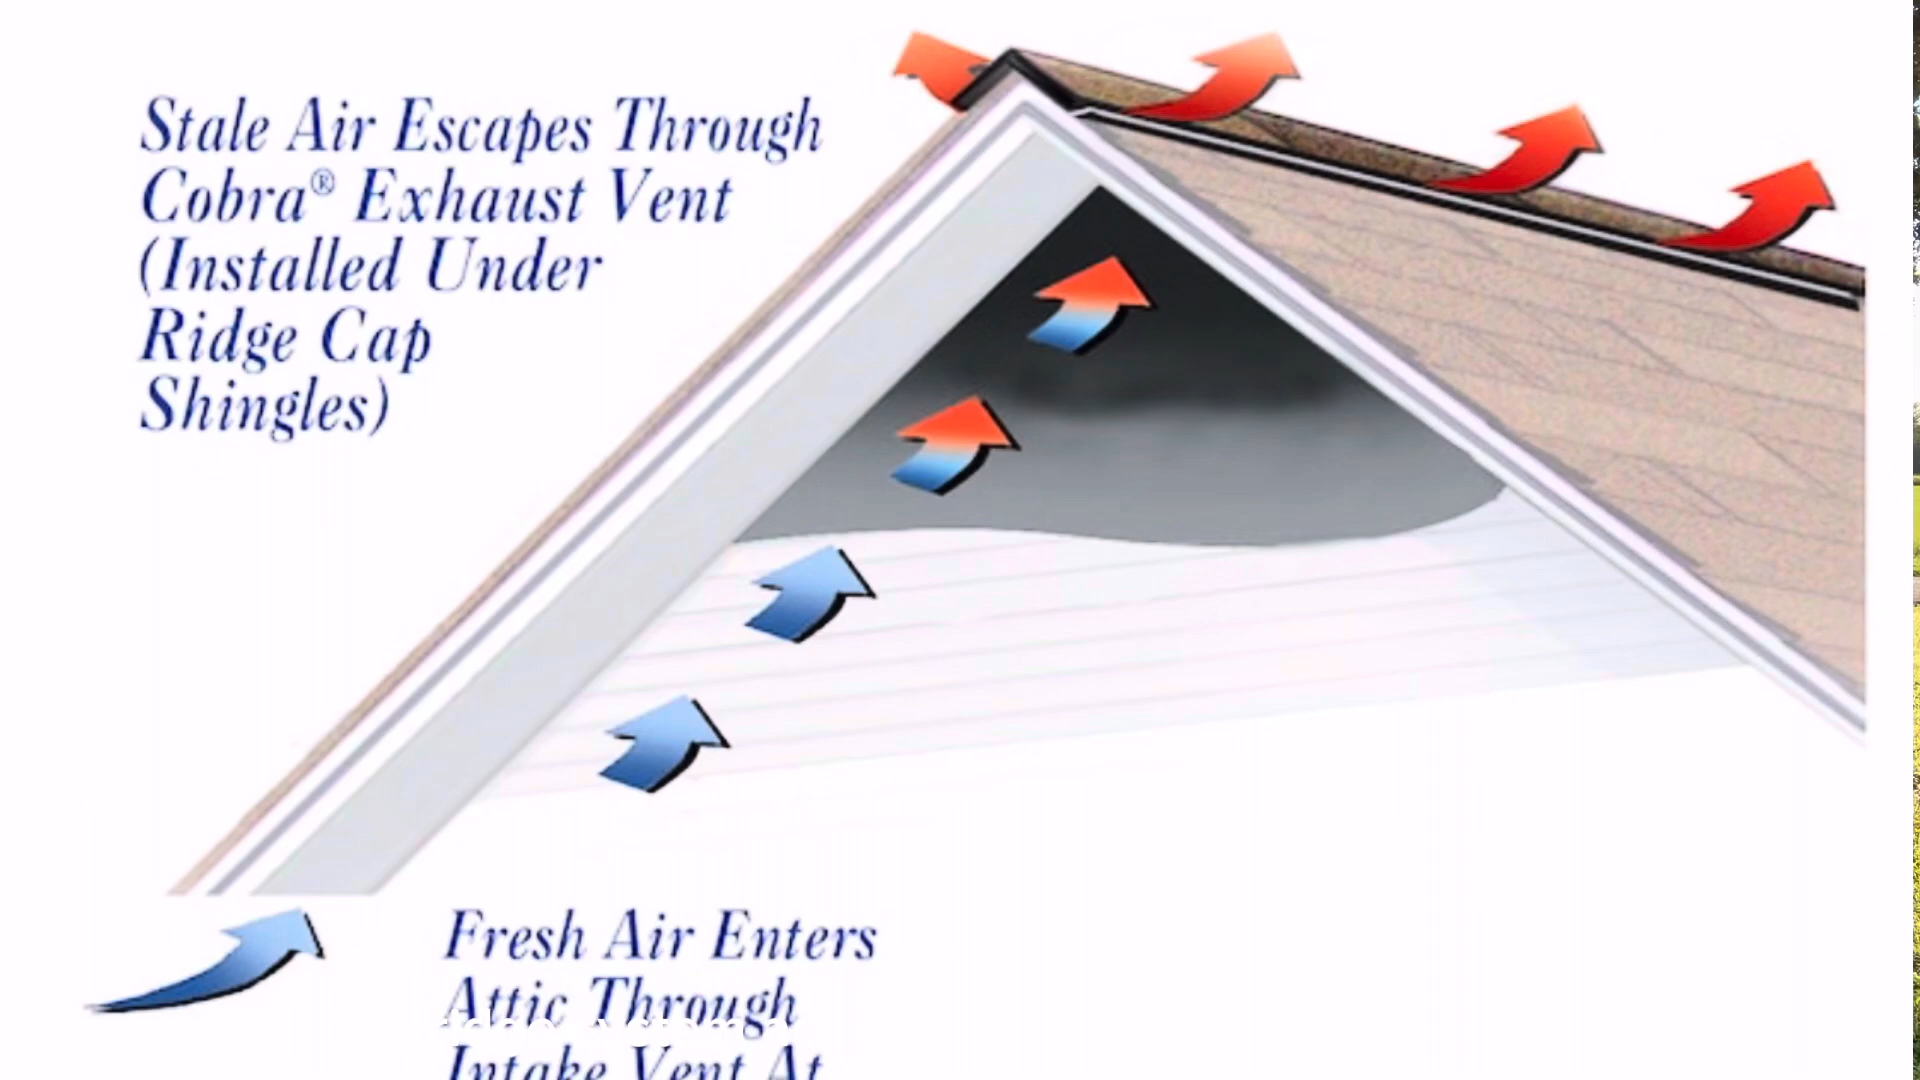 Stale Air Escapes Through
Cobra® Exhaust Vent
(Installed Under
Ridge Cap
Shingles)
Fresh Air Enters
Attic Through
Intake Vent At